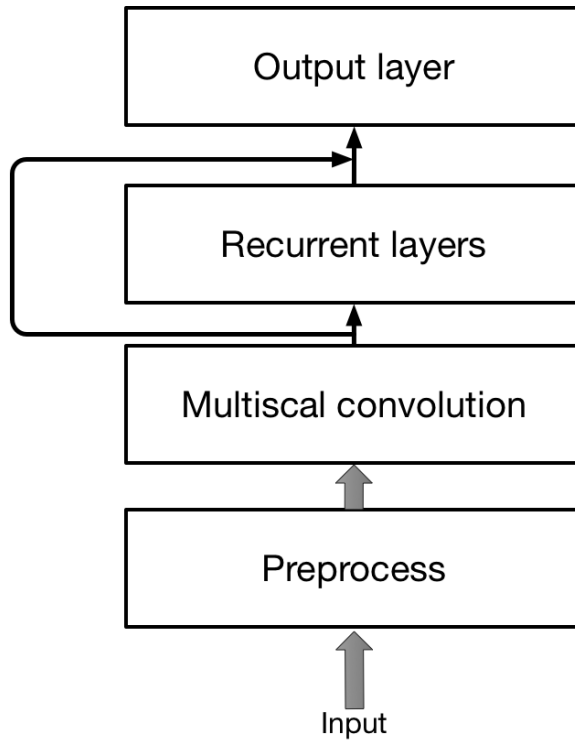 Output layer
Recurrent layers
Multiscal convolution
Preprocess
Input